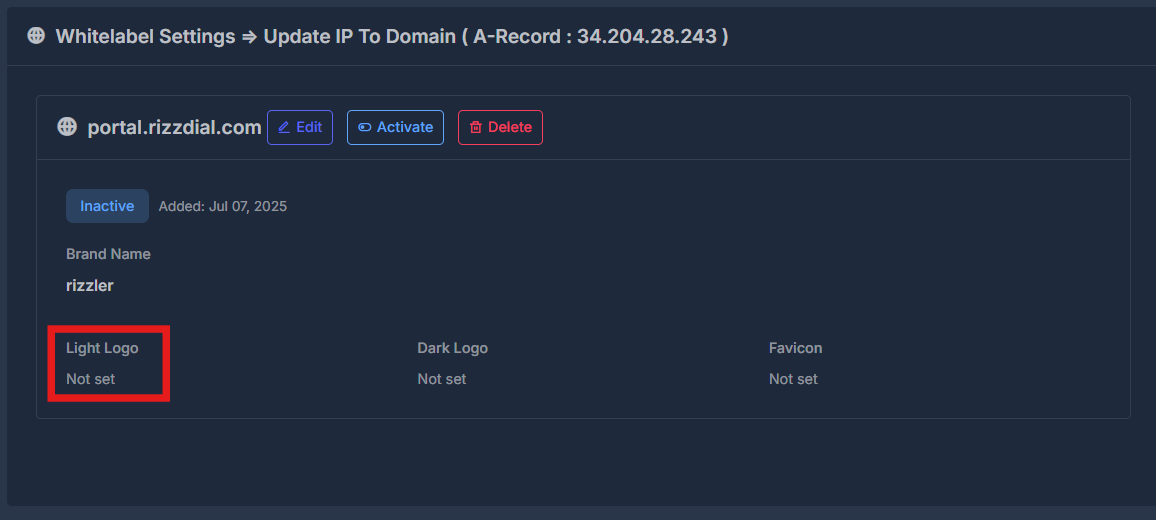 Whitelabel Settings ⇒ Update IP To Domain ( A-Record : 34.204.28.243 )
portal.rizzdial.com Edit Activate Delete
Inactive Added: Jul 07, 2025
Brand Name
rizzler
Light Logo Dark Logo Favicon
Not set Not set Not set